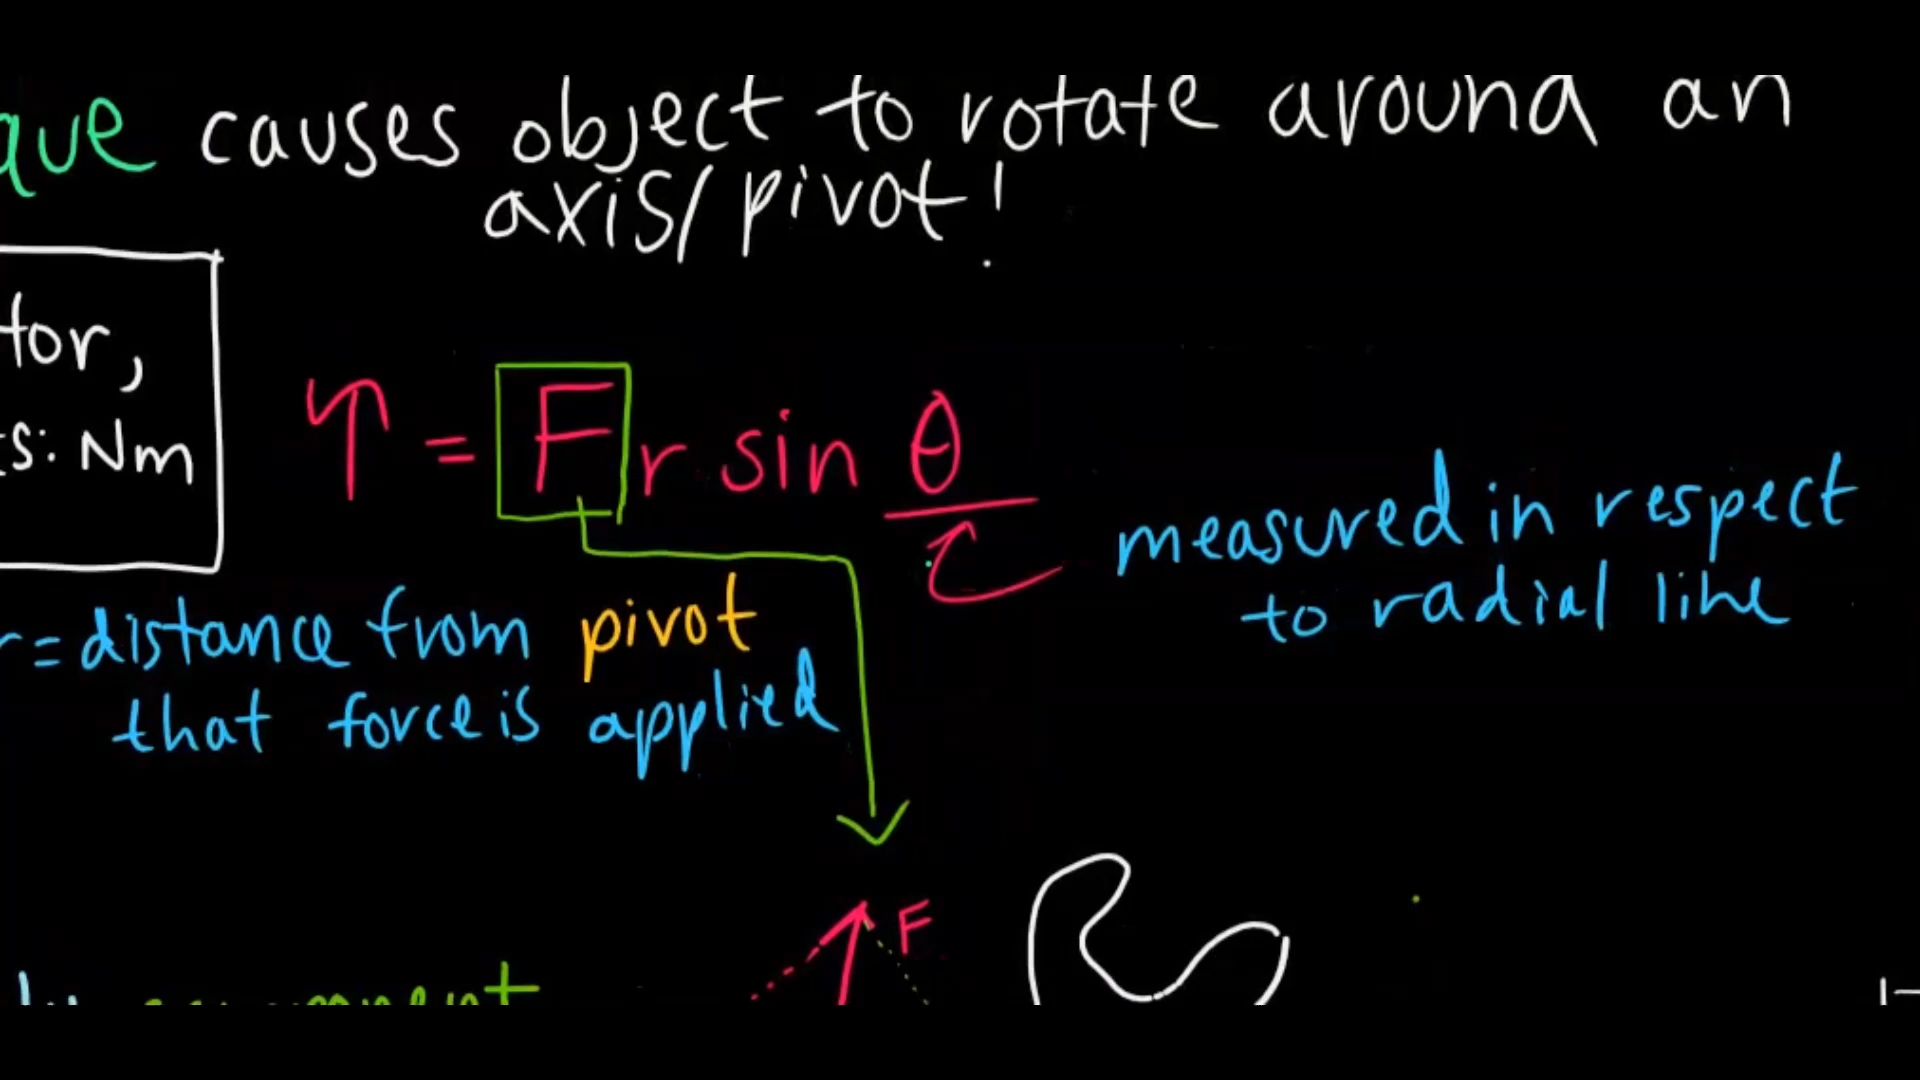 que causes object to rotate around an
axis/pivot!
tor,
ts: Nm
τ = F r sin θ
measured in respect
to radial line
r = distance from pivot
that force is applied
F